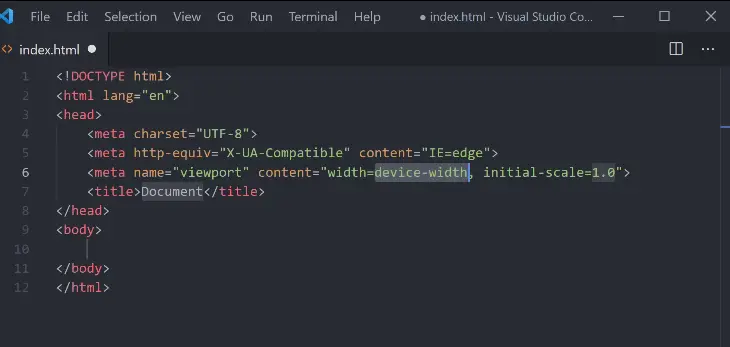 File Edit Selection View Go Run Terminal Help ● index.html - Visual Studio Co...
<> index.html ●
1 <!DOCTYPE html>
2 <html lang="en">
3 <head>
4 <meta charset="UTF-8">
5 <meta http-equiv="X-UA-Compatible" content="IE=edge">
6 <meta name="viewport" content="width=device-width, initial-scale=1.0">
7 <title>Document</title>
8 </head>
9 <body>
10
11 </body>
12 </html>